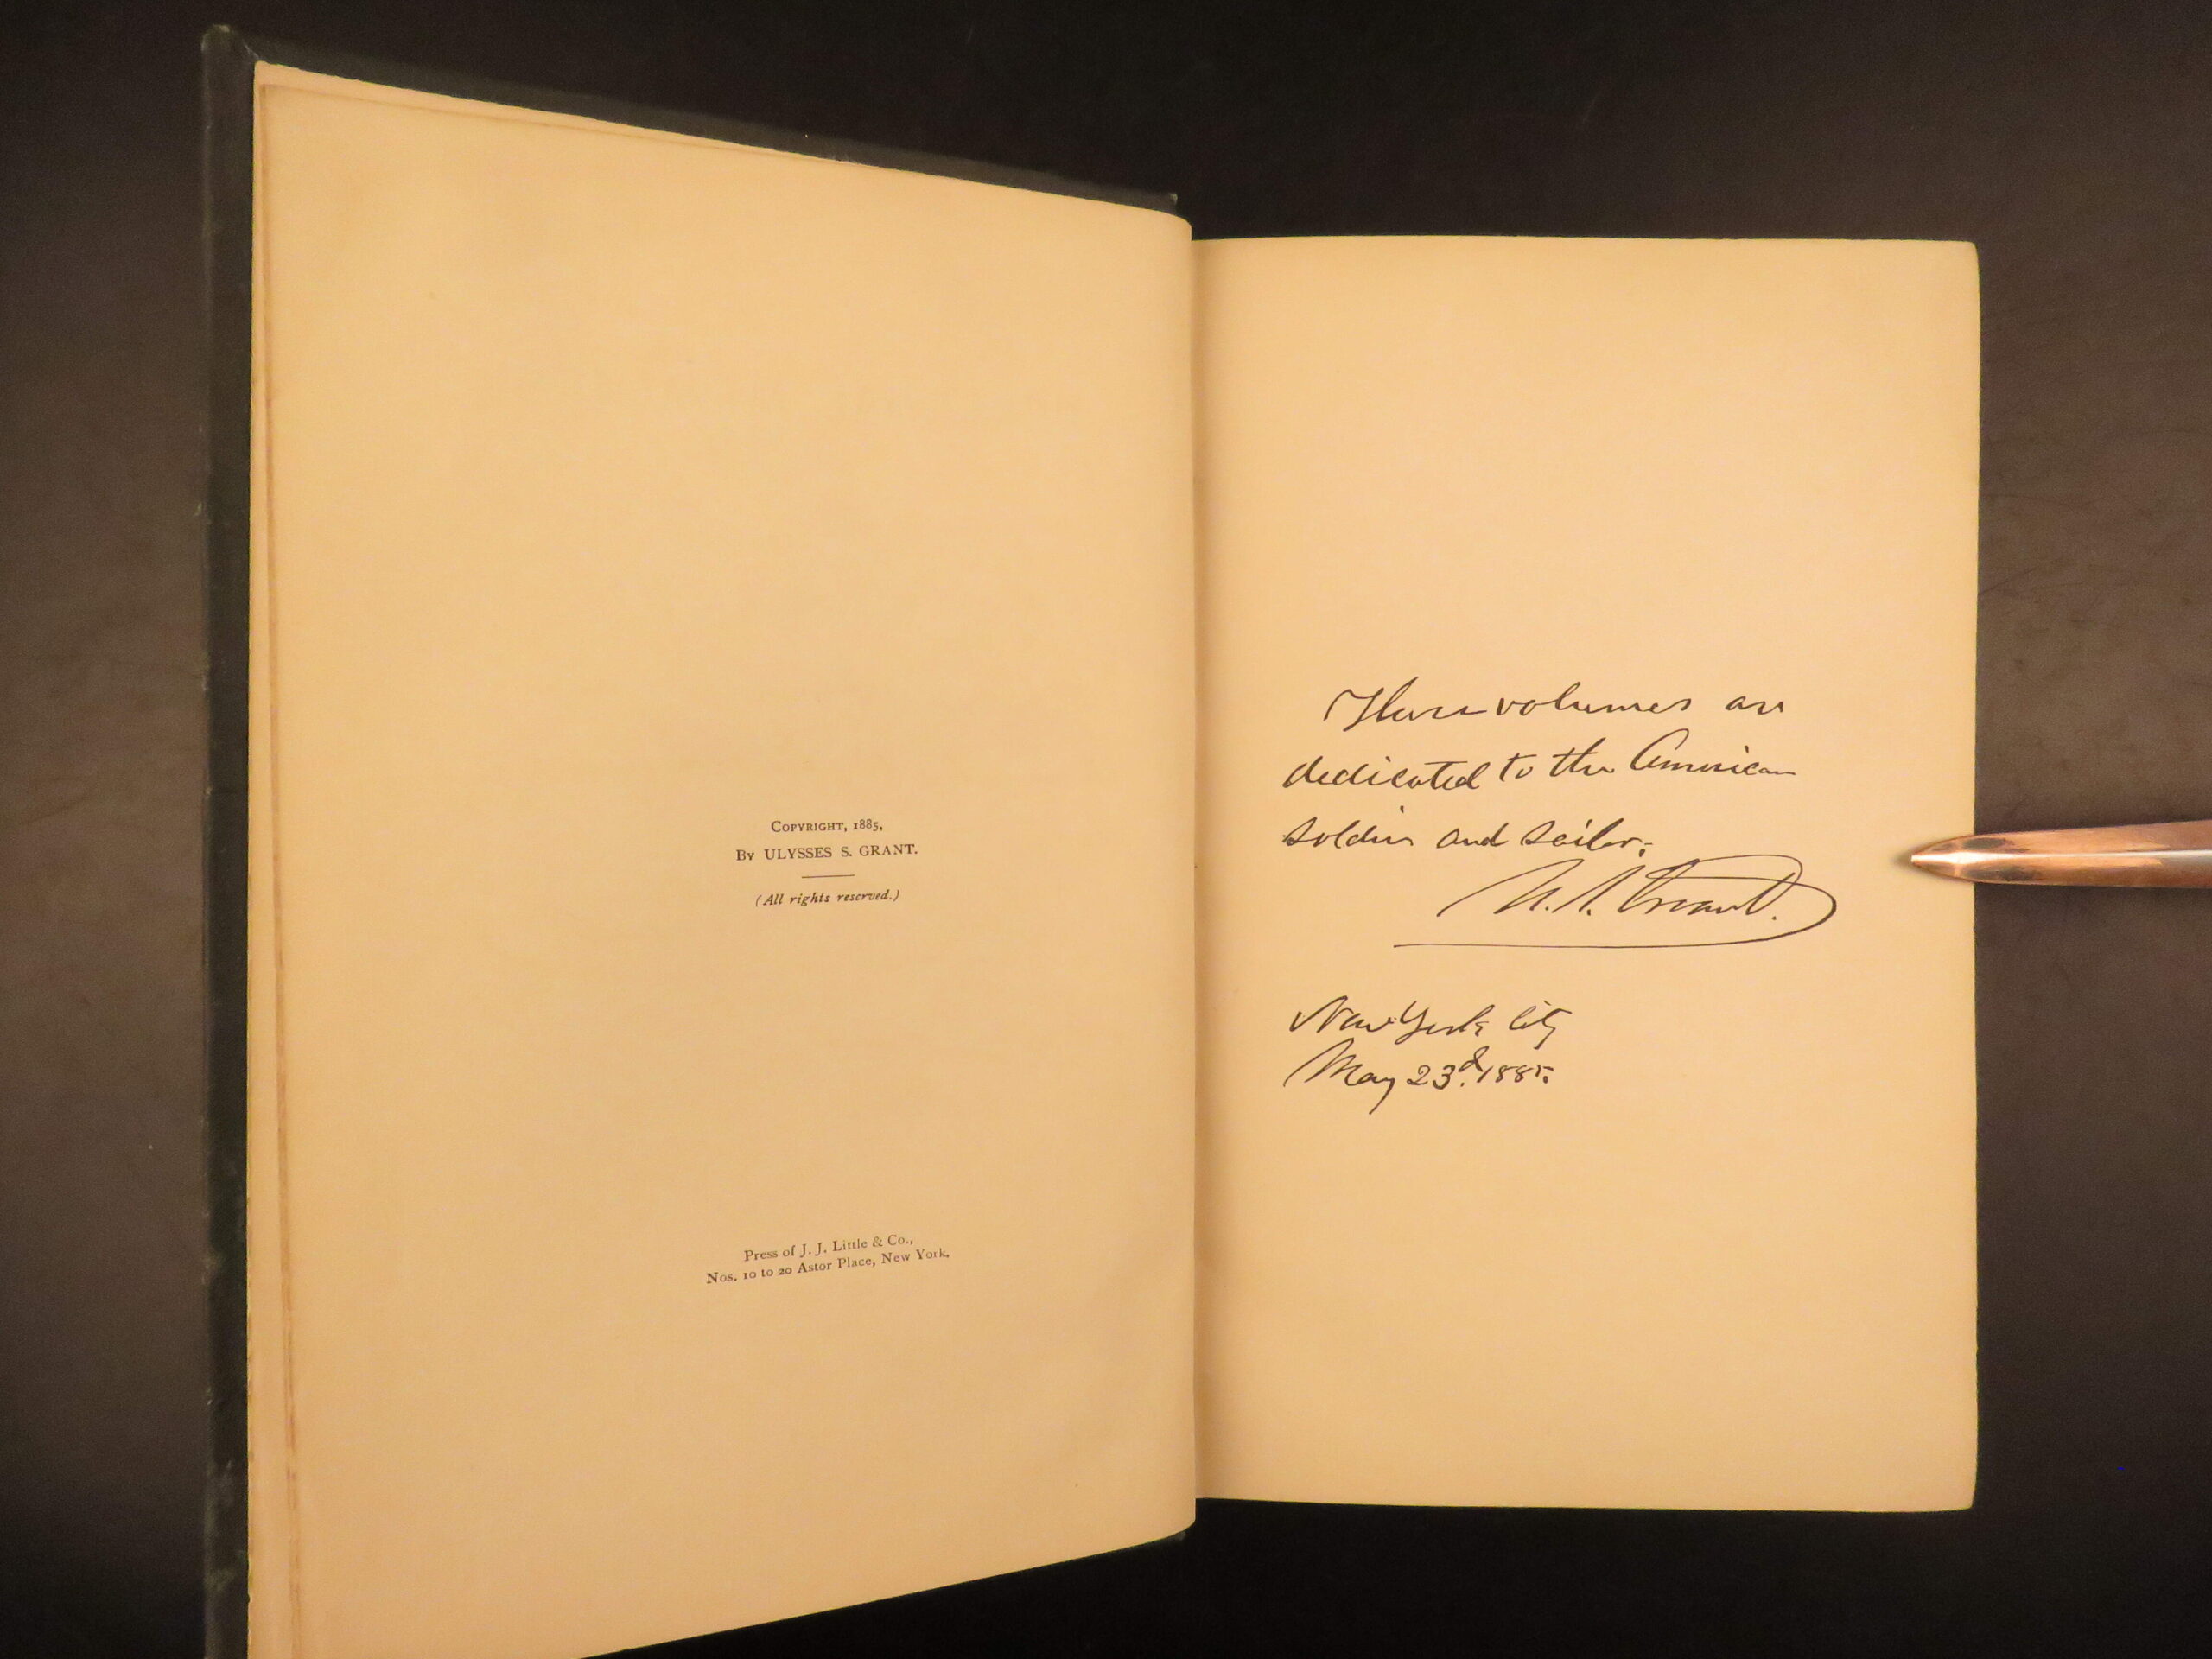 COPYRIGHT, 1885,
BY ULYSSES S. GRANT.
(All rights reserved.)
Press of J. J. Little & Co.,
Nos. 10 to 20 Astor Place, New York.
These volumes are
dedicated to the American
soldier and sailor.
U. S. Grant.
New York City
May 23d. 1885.